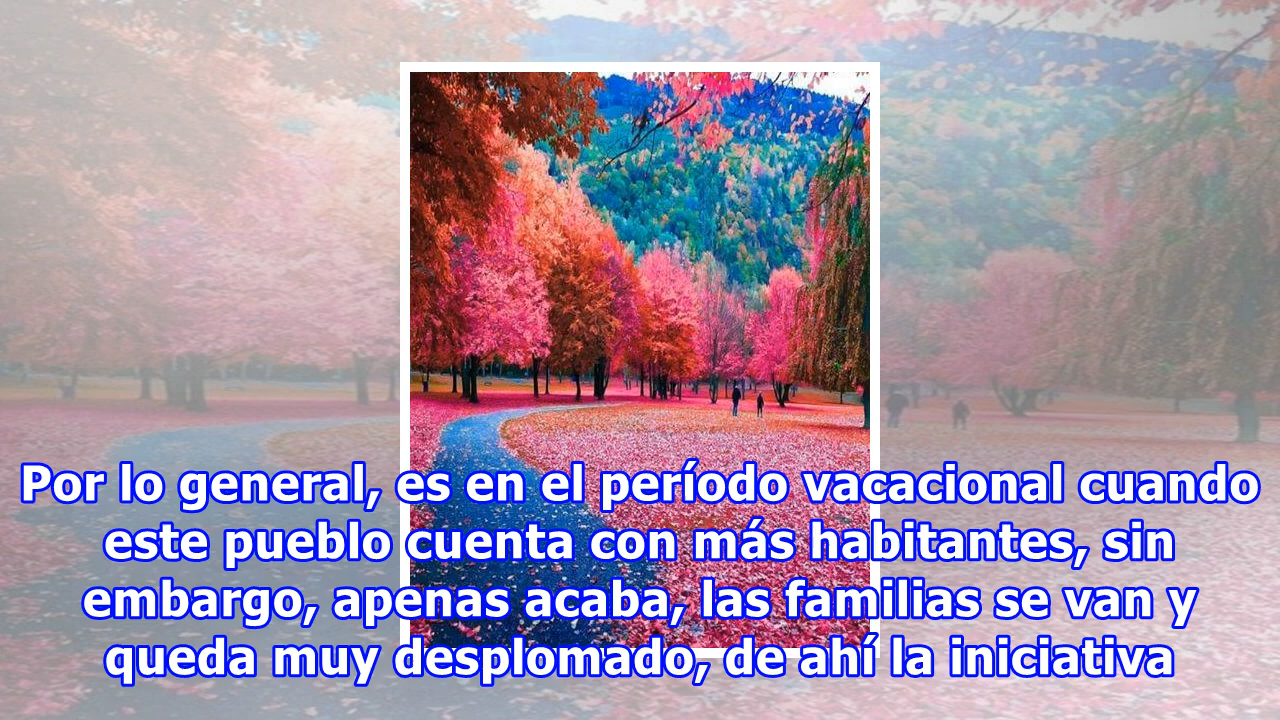 Por lo general, es en el período vacacional cuando
este pueblo cuenta con más habitantes, sin
embargo, apenas acaba, las familias se van y
queda muy desplomado, de ahí la iniciativa